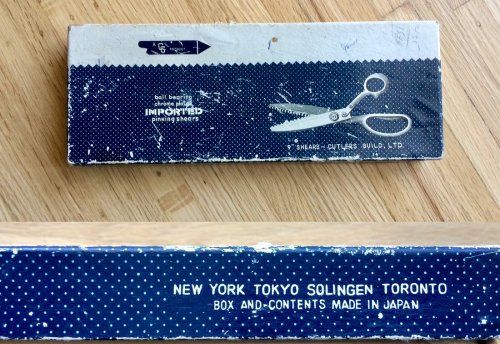 ball bearing
chrome plated
IMPORTED
pinking shears
9" SHEARS - CUTLERS GUILD, LTD.
NEW YORK TOKYO SOLINGEN TORONTO
BOX AND CONTENTS MADE IN JAPAN